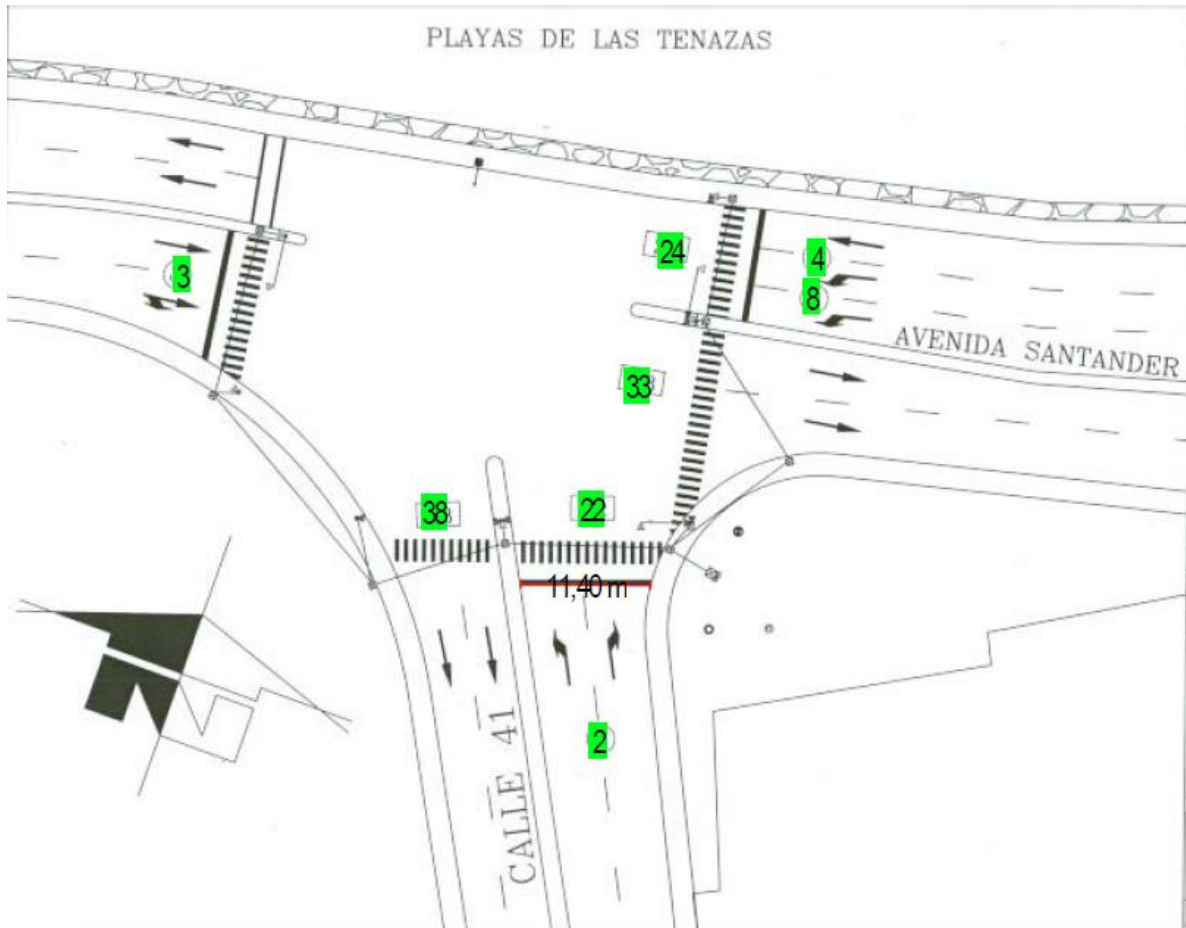 PLAYAS DE LAS TENAZAS
24
4
3
8
AVENIDA SANTANDER
33
38
22
11,40 m
2
CALLE 41